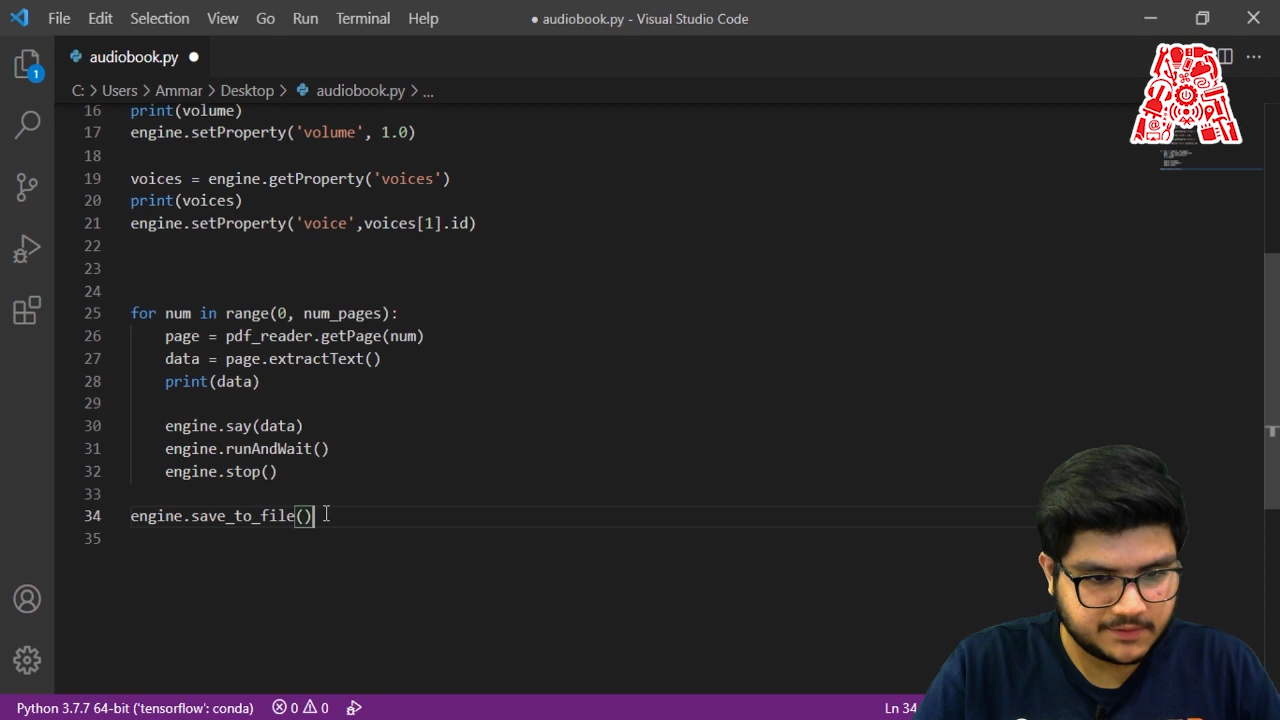 File Edit Selection View Go Run Terminal Help ● audiobook.py - Visual Studio Code
audiobook.py ●
C: > Users > Ammar > Desktop > audiobook.py > ...
1
16 print(volume)
17 engine.setProperty('volume', 1.0)
18
19 voices = engine.getProperty('voices')
20 print(voices)
21 engine.setProperty('voice',voices[1].id)
22
23
24
25 for num in range(0, num_pages):
26 page = pdf_reader.getPage(num)
27 data = page.extractText()
28 print(data)
29
30 engine.say(data)
31 engine.runAndWait()
32 engine.stop()
33
34 engine.save_to_file()
35
Python 3.7.7 64-bit ('tensorflow': conda) 0 0 Ln 34